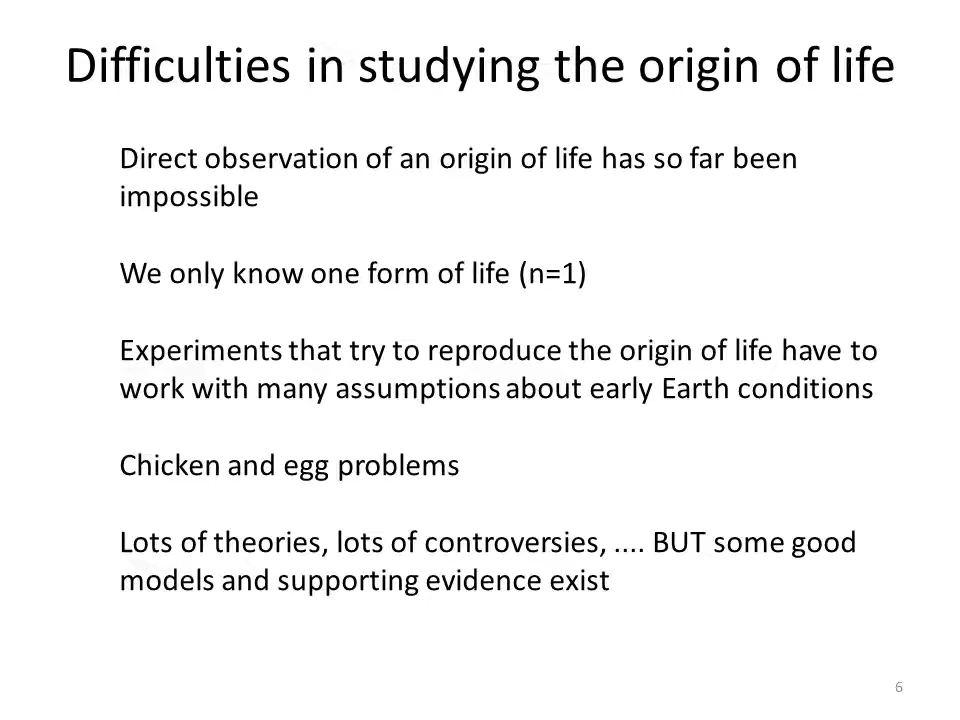 Difficulties in studying the origin of life
Direct observation of an origin of life has so far been
impossible
We only know one form of life (n=1)
Experiments that try to reproduce the origin of life have to
work with many assumptions about early Earth conditions
Chicken and egg problems
Lots of theories, lots of controversies, .... BUT some good
models and supporting evidence exist
6